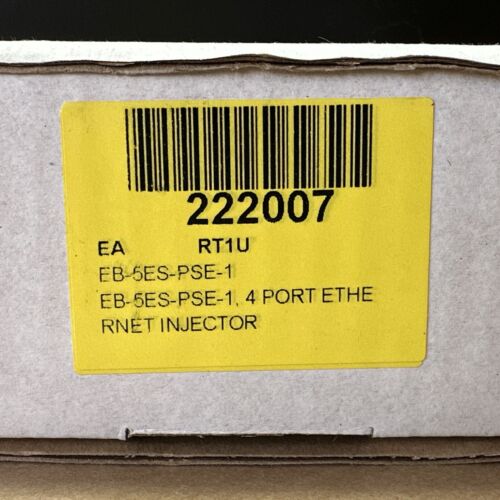 222007
EA RT1U
EB-5ES-PSE-1
EB-5ES-PSE-1, 4 PORT ETHE
RNET INJECTOR